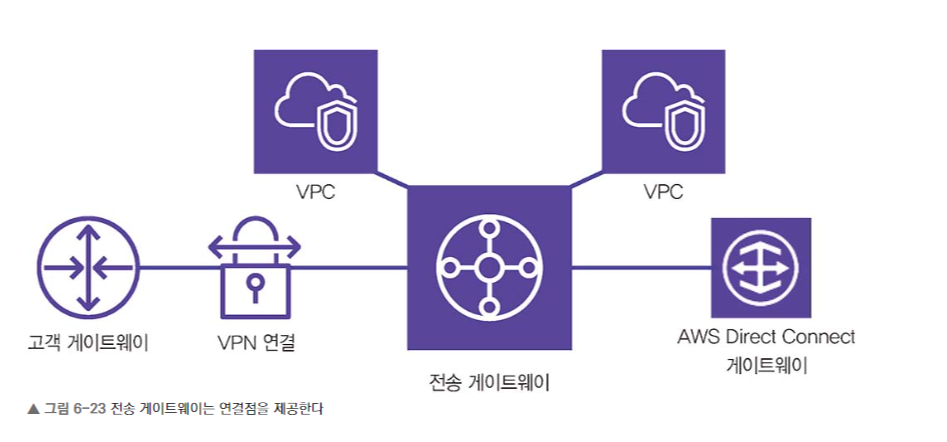 VPC
VPC
고객 게이트웨이
VPN 연결
AWS Direct Connect
게이트웨이
전송 게이트웨이
▲ 그림 6-23 전송 게이트웨이는 연결점을 제공한다